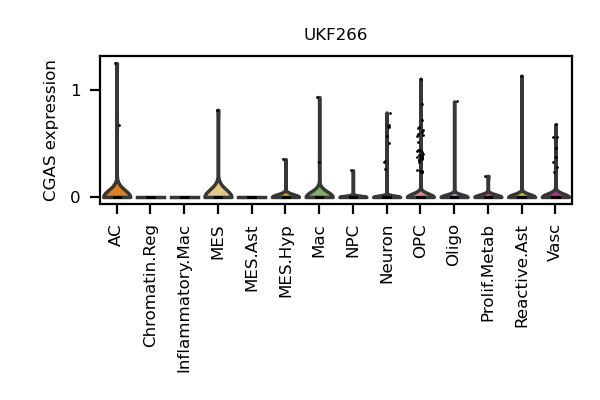 UKF266
CGAS expression
1
0
AC
Chromatin.Reg
Inflammatory.Mac
MES
MES.Ast
MES.Hyp
Mac
NPC
Neuron
OPC
Oligo
Prolif.Metab
Reactive.Ast
Vasc